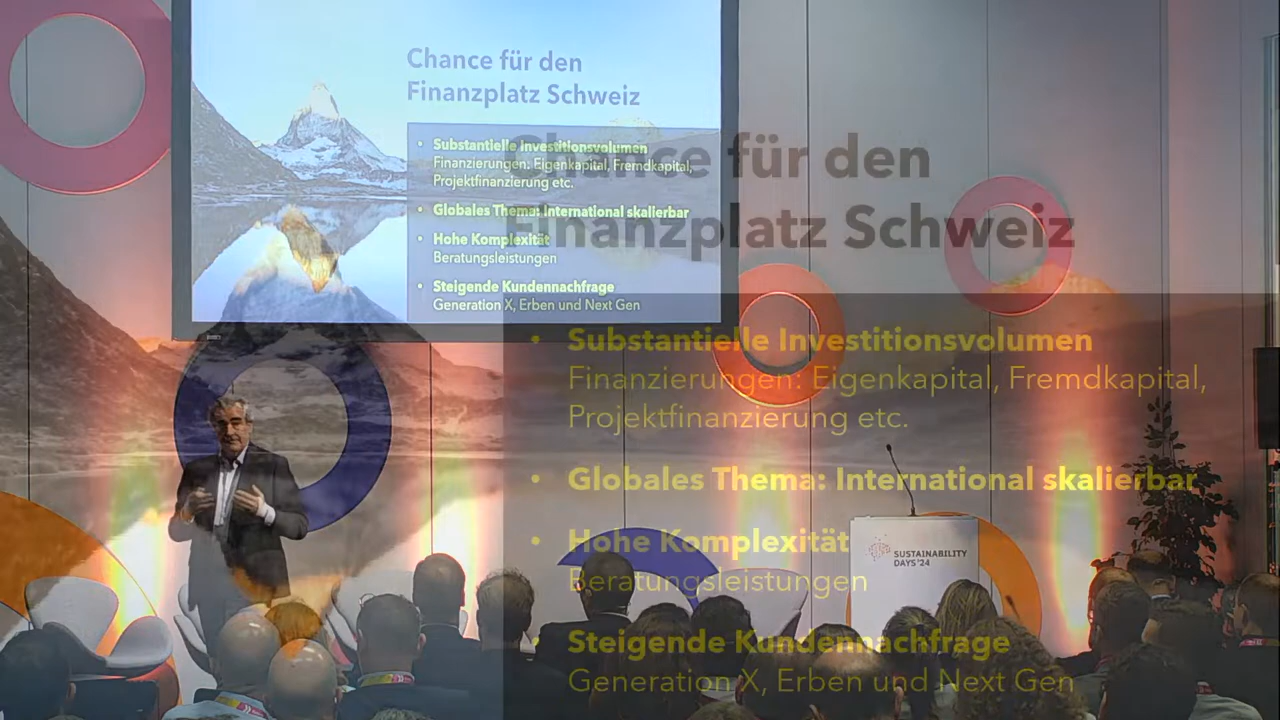 Chance für den
Finanzplatz Schweiz
• Substantielle Investitionsvolumen
Finanzierungen: Eigenkapital, Fremdkapital,
Projektfinanzierung etc.
• Globales Thema: International skalierbar
• Hohe Komplexität
Beratungsleistungen
• Steigende Kundennachfrage
Generation X, Erben und Next Gen
Chance für den
Finanzplatz Schweiz
• Substantielle Investitionsvolumen
Finanzierungen: Eigenkapital, Fremdkapital,
Projektfinanzierung etc.
• Globales Thema: International skalierbar
• Hohe Komplexität
Beratungsleistungen
• Steigende Kundennachfrage
Generation X, Erben und Next Gen
SUSTAINABILITY
DAYS'24